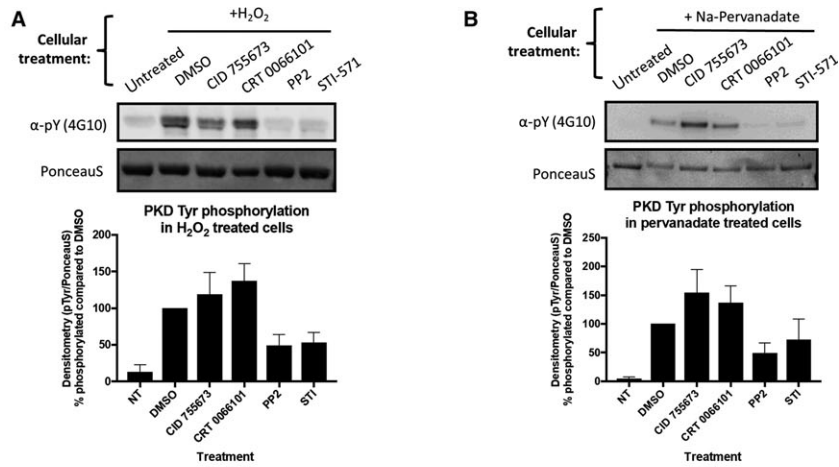 A
+H₂O₂
Cellular
treatment:
Untreated
DMSO
CID 755673
CRT 0066101
PP2
STI-571
α-pY (4G10)
PonceauS
PKD Tyr phosphorylation
in H₂O₂ treated cells
Densitometry (pTyr/PonceauS)
% phosphorylated compared to DMSO
200
150
100
50
0
NT
DMSO
CID 755673
CRT 0066101
PP2
STI
Treatment
B
+ Na-Pervanadate
Cellular
treatment:
Untreated
DMSO
CID 755673
CRT 0066101
PP2
STI-571
α-pY (4G10)
PonceauS
PKD Tyr phosphorylation
in pervanadate treated cells
Densitometry (pTyr/PonceauS)
% phosphorylated compared to DMSO
250
200
150
100
50
0
NT
DMSO
CID 755673
CRT 0066101
PP2
STI
Treatment